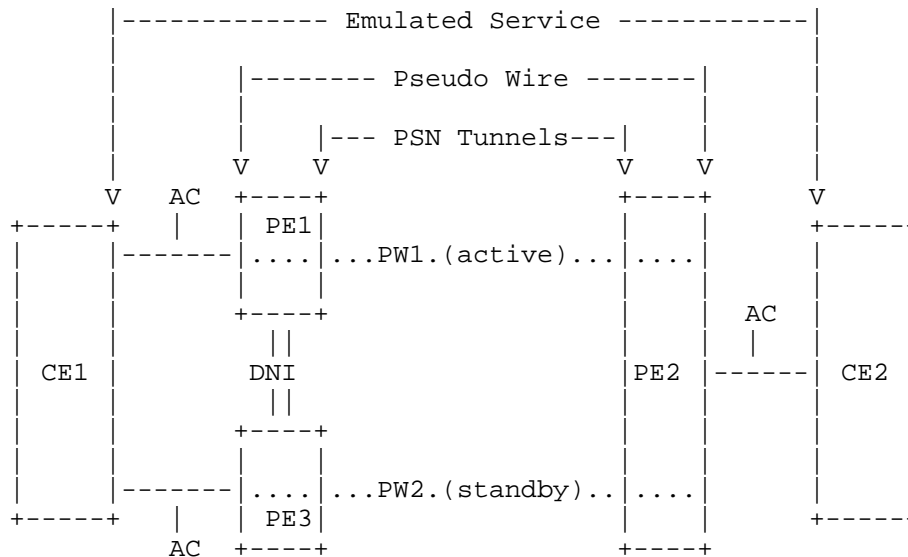 |<-------------- Emulated Service ---------------->|
|<------- Pseudo Wire ------>|
|<-- PSN Tunnels-->|
V V V V
V AC V
PE1
...PW1.(active)...
AC
CE1 DNI PE2 CE2
...PW2.(standby)..
PE3
AC